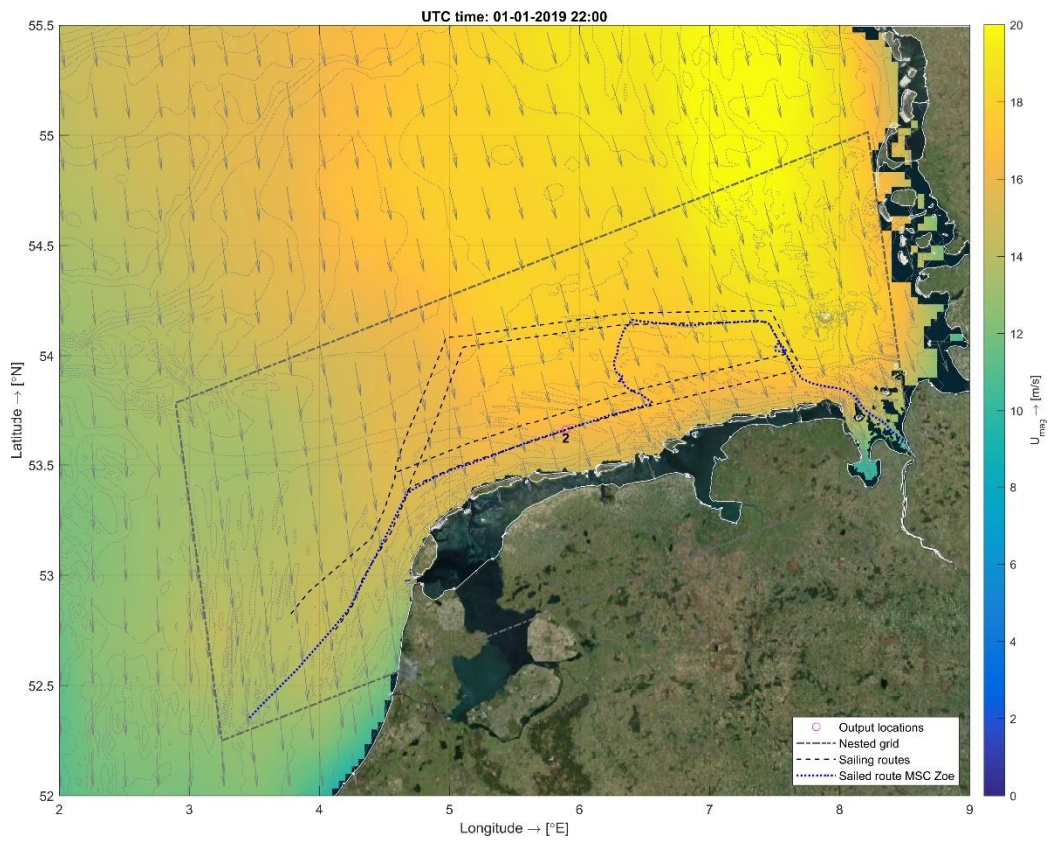 UTC time: 01-01-2019 22:00
55.5
55
54.5
54
53.5
53
52.5
52
Latitude → [°N]
2
2 3 4 5 6 7 8 9
Longitude → [°E]
20
18
16
14
12
10
8
6
4
2
0
Umag → [m/s]
Output locations
Nested grid
Sailing routes
Sailed route MSC Zoe